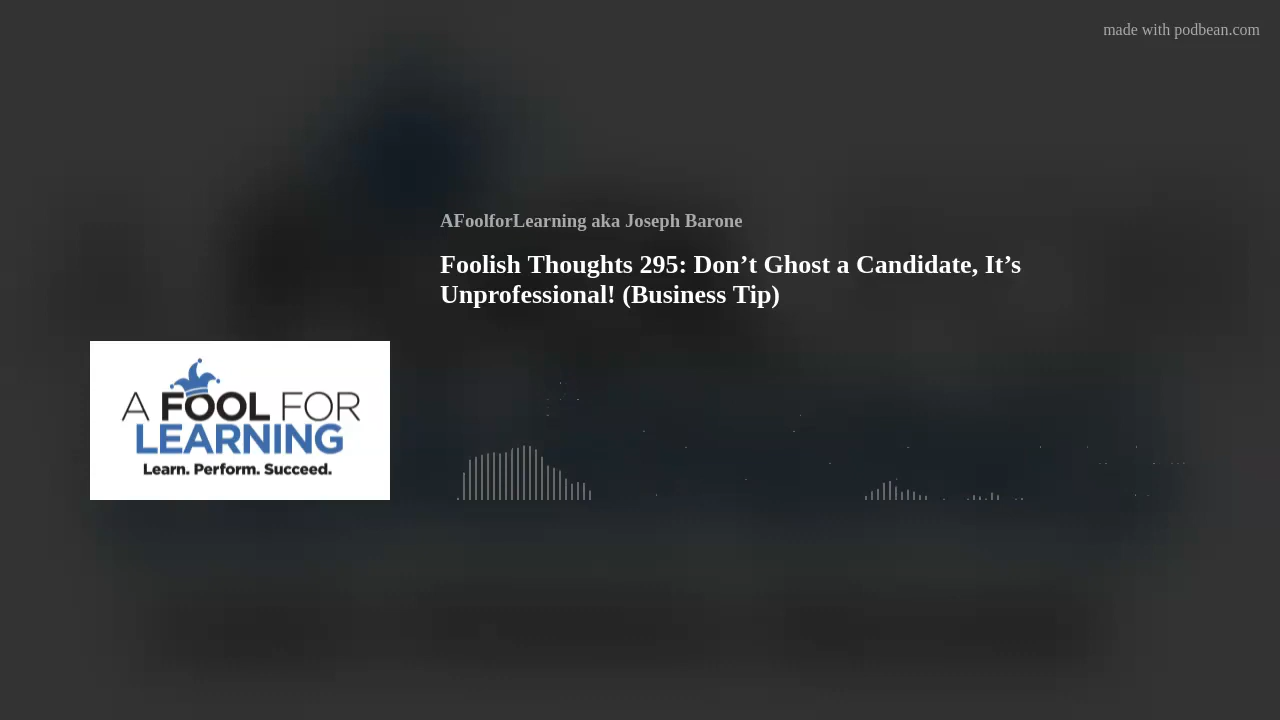 made with podbean.com
AFoolforLearning aka Joseph Barone
Foolish Thoughts 295: Don’t Ghost a Candidate, It’s
Unprofessional! (Business Tip)
A FOOL FOR
LEARNING
Learn. Perform. Succeed.